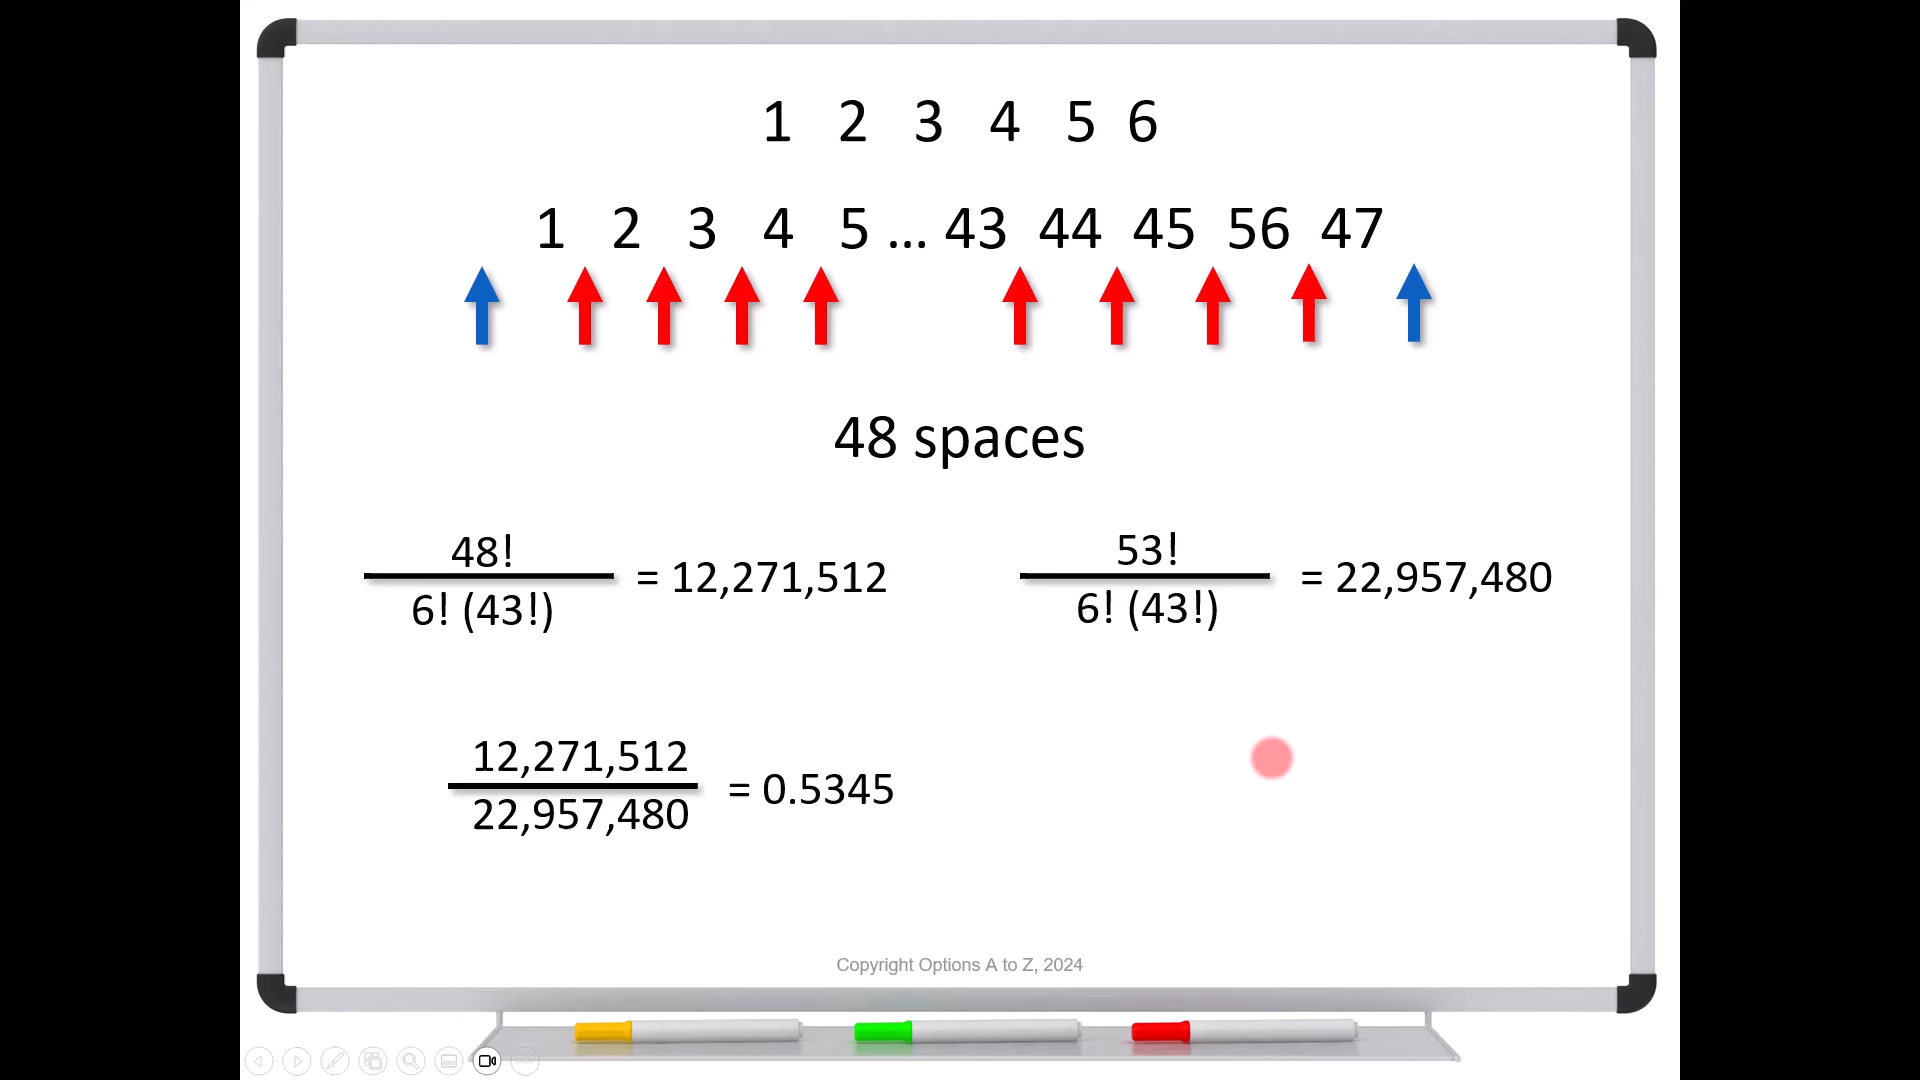 1 2 3 4 5 6
1 2 3 4 5 ... 43 44 45 56 47
48 spaces
48!
6! (43!)
= 12,271,512
53!
6! (43!)
= 22,957,480
12,271,512
22,957,480
= 0.5345
Copyright Options A to Z, 2024